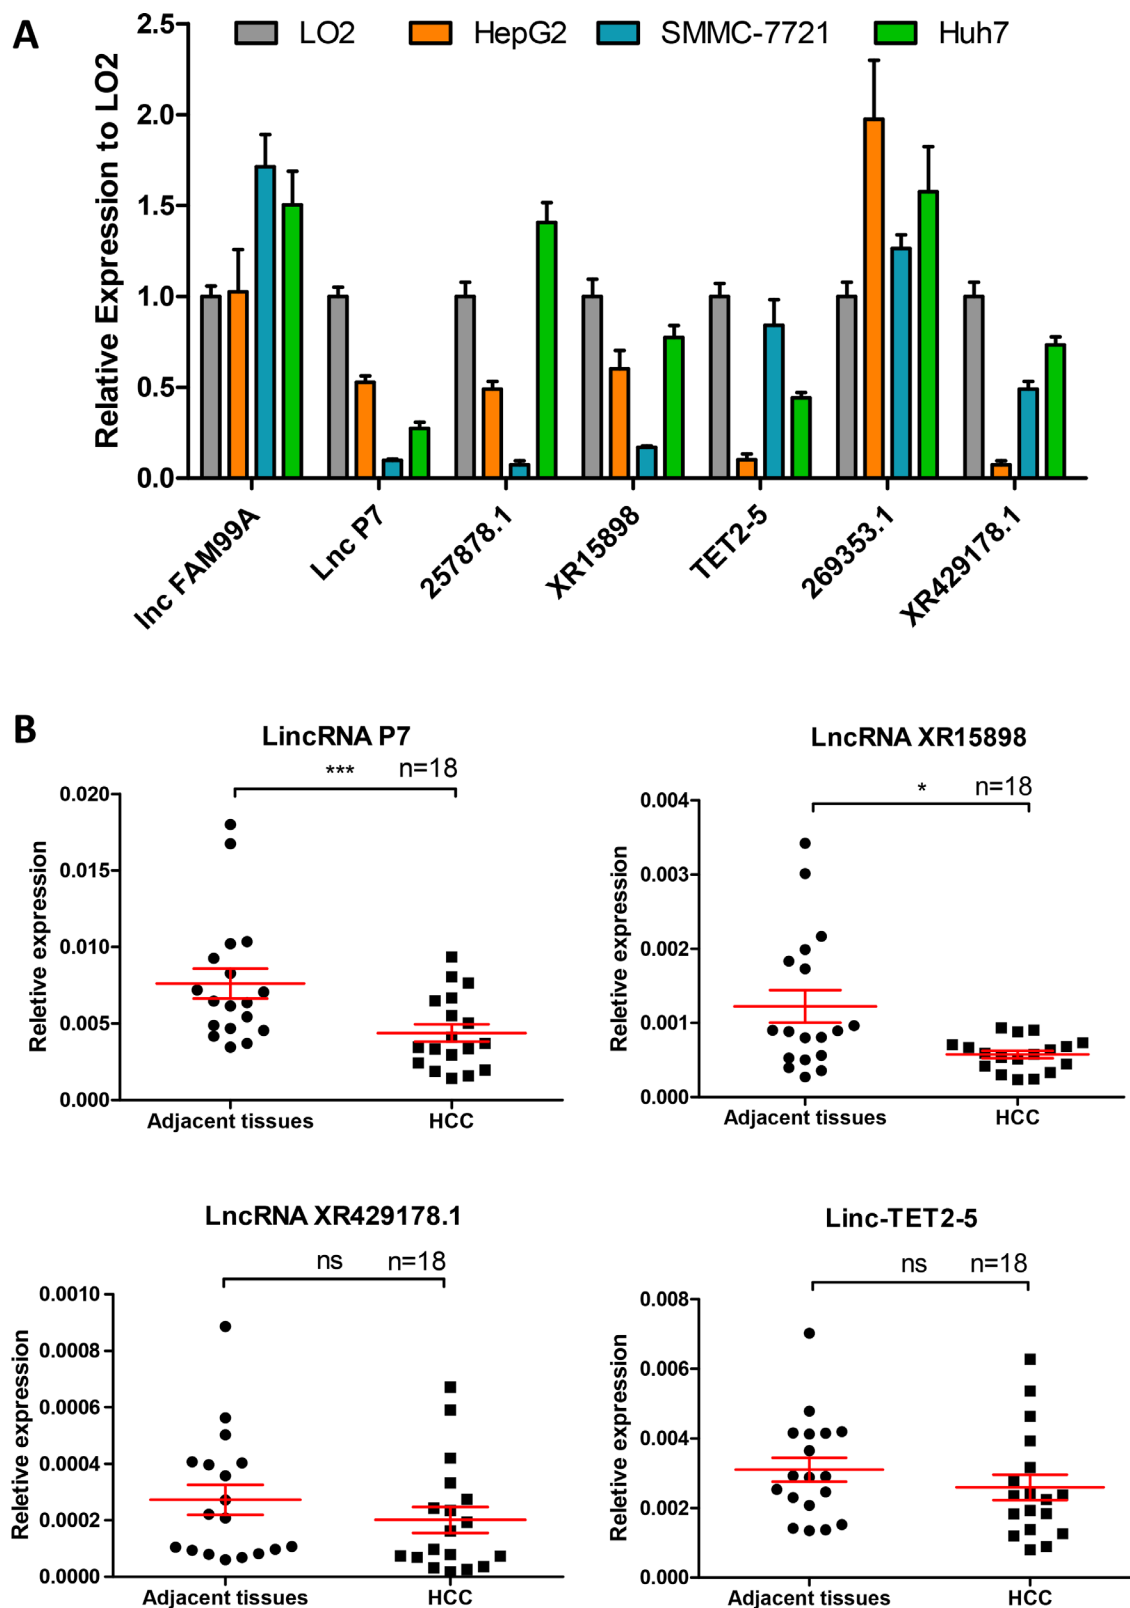 A
LO2 HepG2 SMMC-7721 Huh7
Relative Expression to LO2
2.5
2.0
1.5
1.0
0.5
0.0
lnc FAM99A Lnc P7 257878.1 XR15898 TET2-5 269353.1 XR429178.1
B
LincRNA P7
*** n=18
Reletive expression
0.020
0.015
0.010
0.005
0.000
Adjacent tissues HCC
LncRNA XR15898
* n=18
Reletive expression
0.004
0.003
0.002
0.001
0.000
Adjacent tissues HCC
LncRNA XR429178.1
ns n=18
Reletive expression
0.0010
0.0008
0.0006
0.0004
0.0002
0.0000
Adjacent tissues HCC
Linc-TET2-5
ns n=18
Reletive expression
0.008
0.006
0.004
0.002
0.000
Adjacent tissues HCC